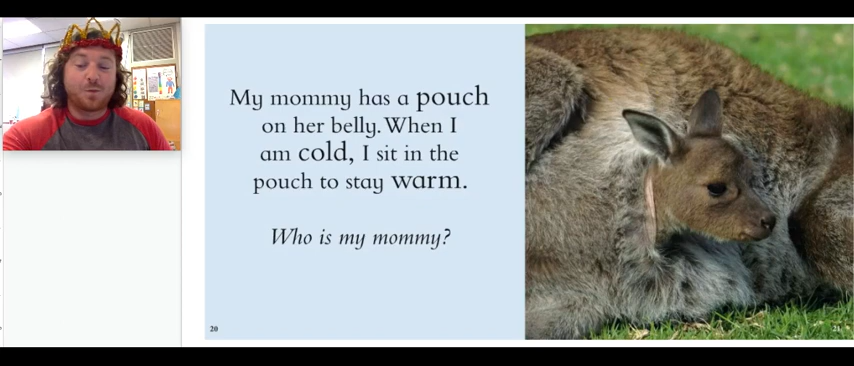 My mommy has a pouch
on her belly. When I
am cold, I sit in the
pouch to stay warm.
Who is my mommy?
20
21